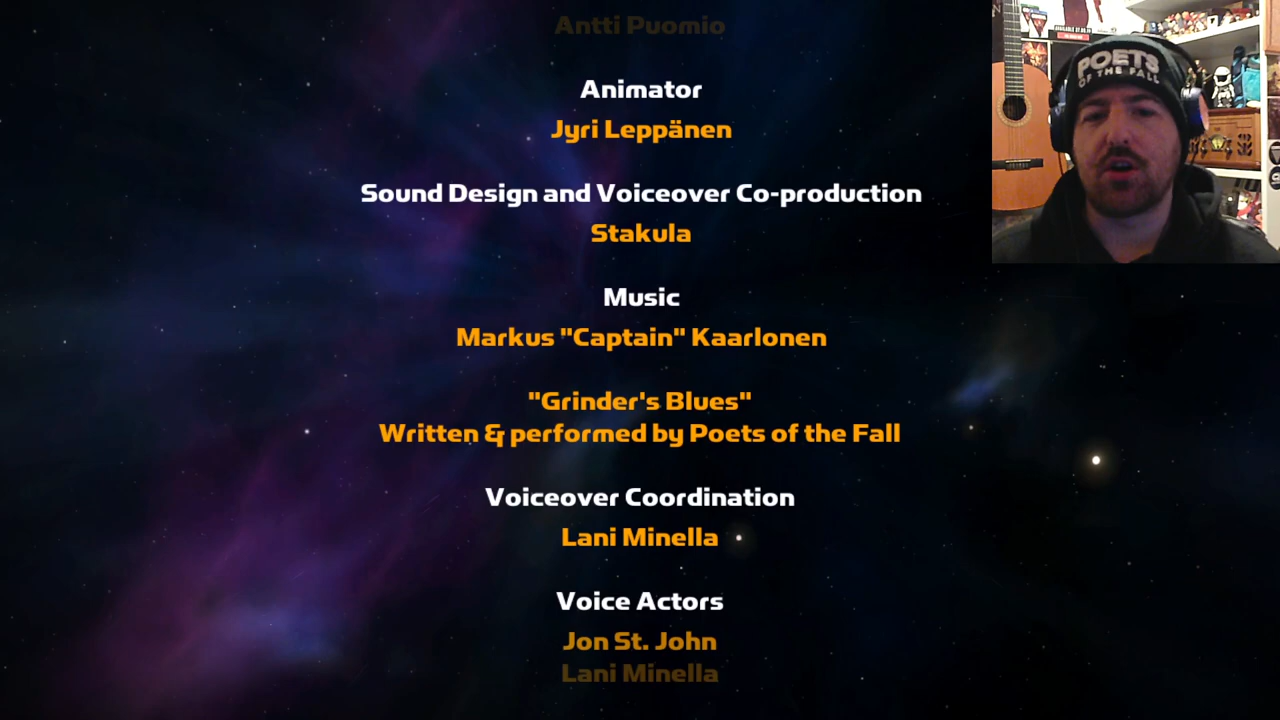 Antti Puomio
Animator
Jyri Leppänen
Sound Design and Voiceover Co-production
Stakula
Music
Markus "Captain" Kaarlonen
"Grinder's Blues"
Written & performed by Poets of the Fall
Voiceover Coordination
Lani Minella
Voice Actors
Jon St. John
Lani Minella
POETS
OF THE FALL